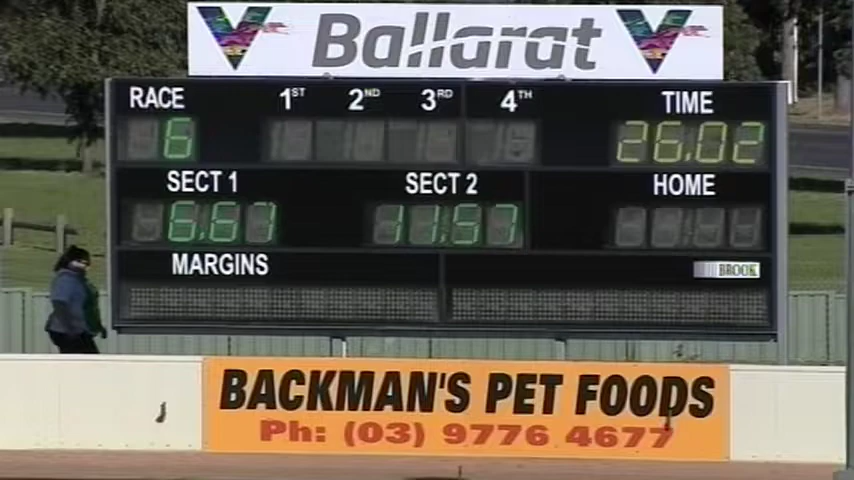 Ballarat
RACE 1ST 2ND 3RD 4TH TIME
6 26.02
SECT 1 SECT 2 HOME
6.67 11.57
MARGINS BROOK
BACKMAN'S PET FOODS
Ph: (03) 9776 4677